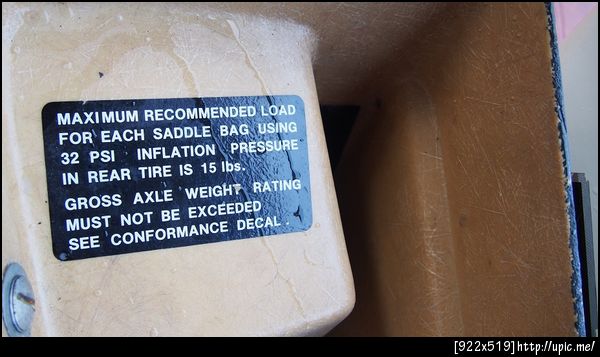 MAXIMUM RECOMMENDED LOAD
FOR EACH SADDLE BAG USING
32 PSI INFLATION PRESSURE
IN REAR TIRE IS 15 lbs.
GROSS AXLE WEIGHT RATING
MUST NOT BE EXCEEDED
SEE CONFORMANCE DECAL.
[922x519]http://upic.me/